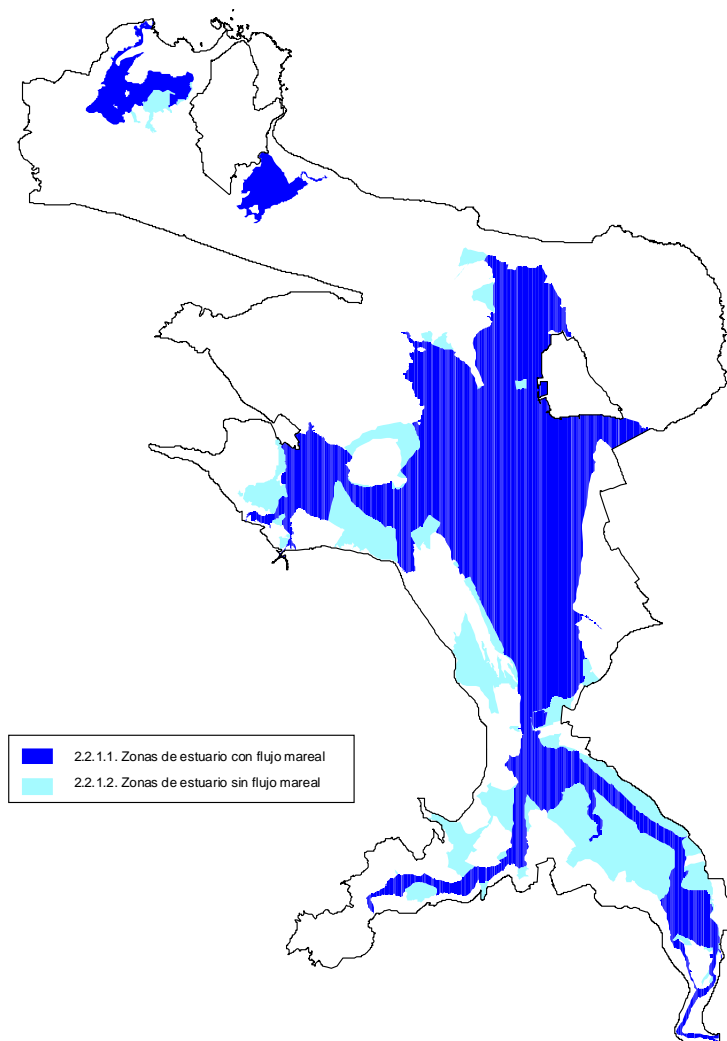 2.2.1.1. Zonas de estuario con flujo mareal
2.2.1.2. Zonas de estuario sin flujo mareal